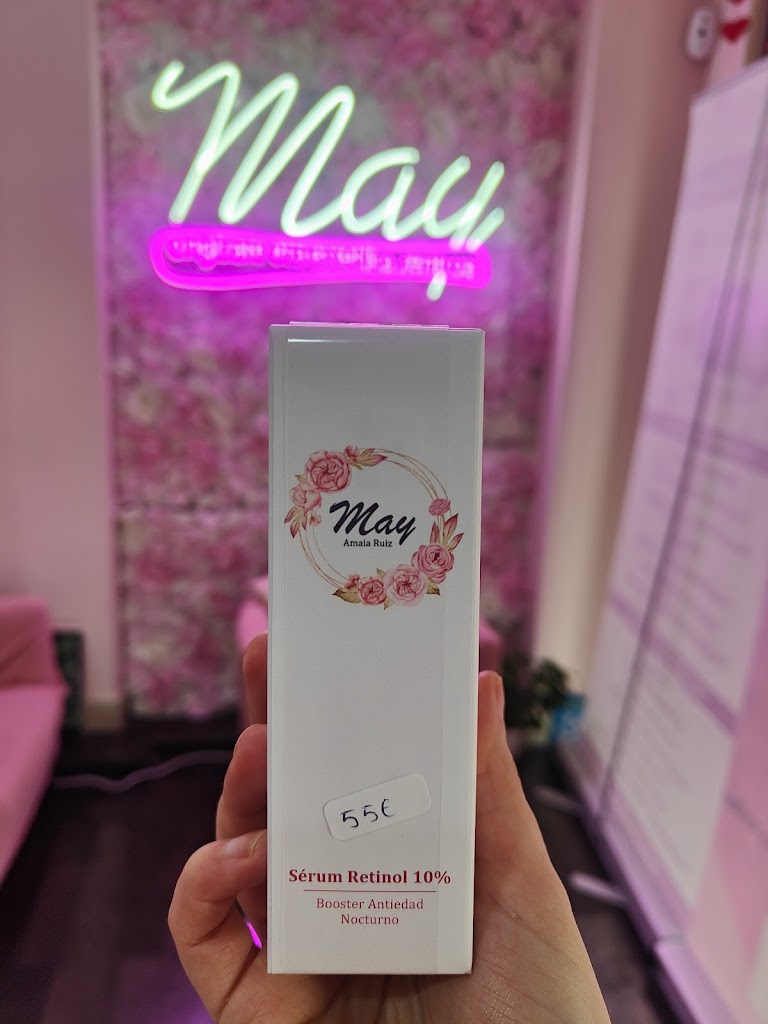 May
May
Amaia Ruiz
55€
Sérum Retinol 10%
Booster Antiedad
Nocturno